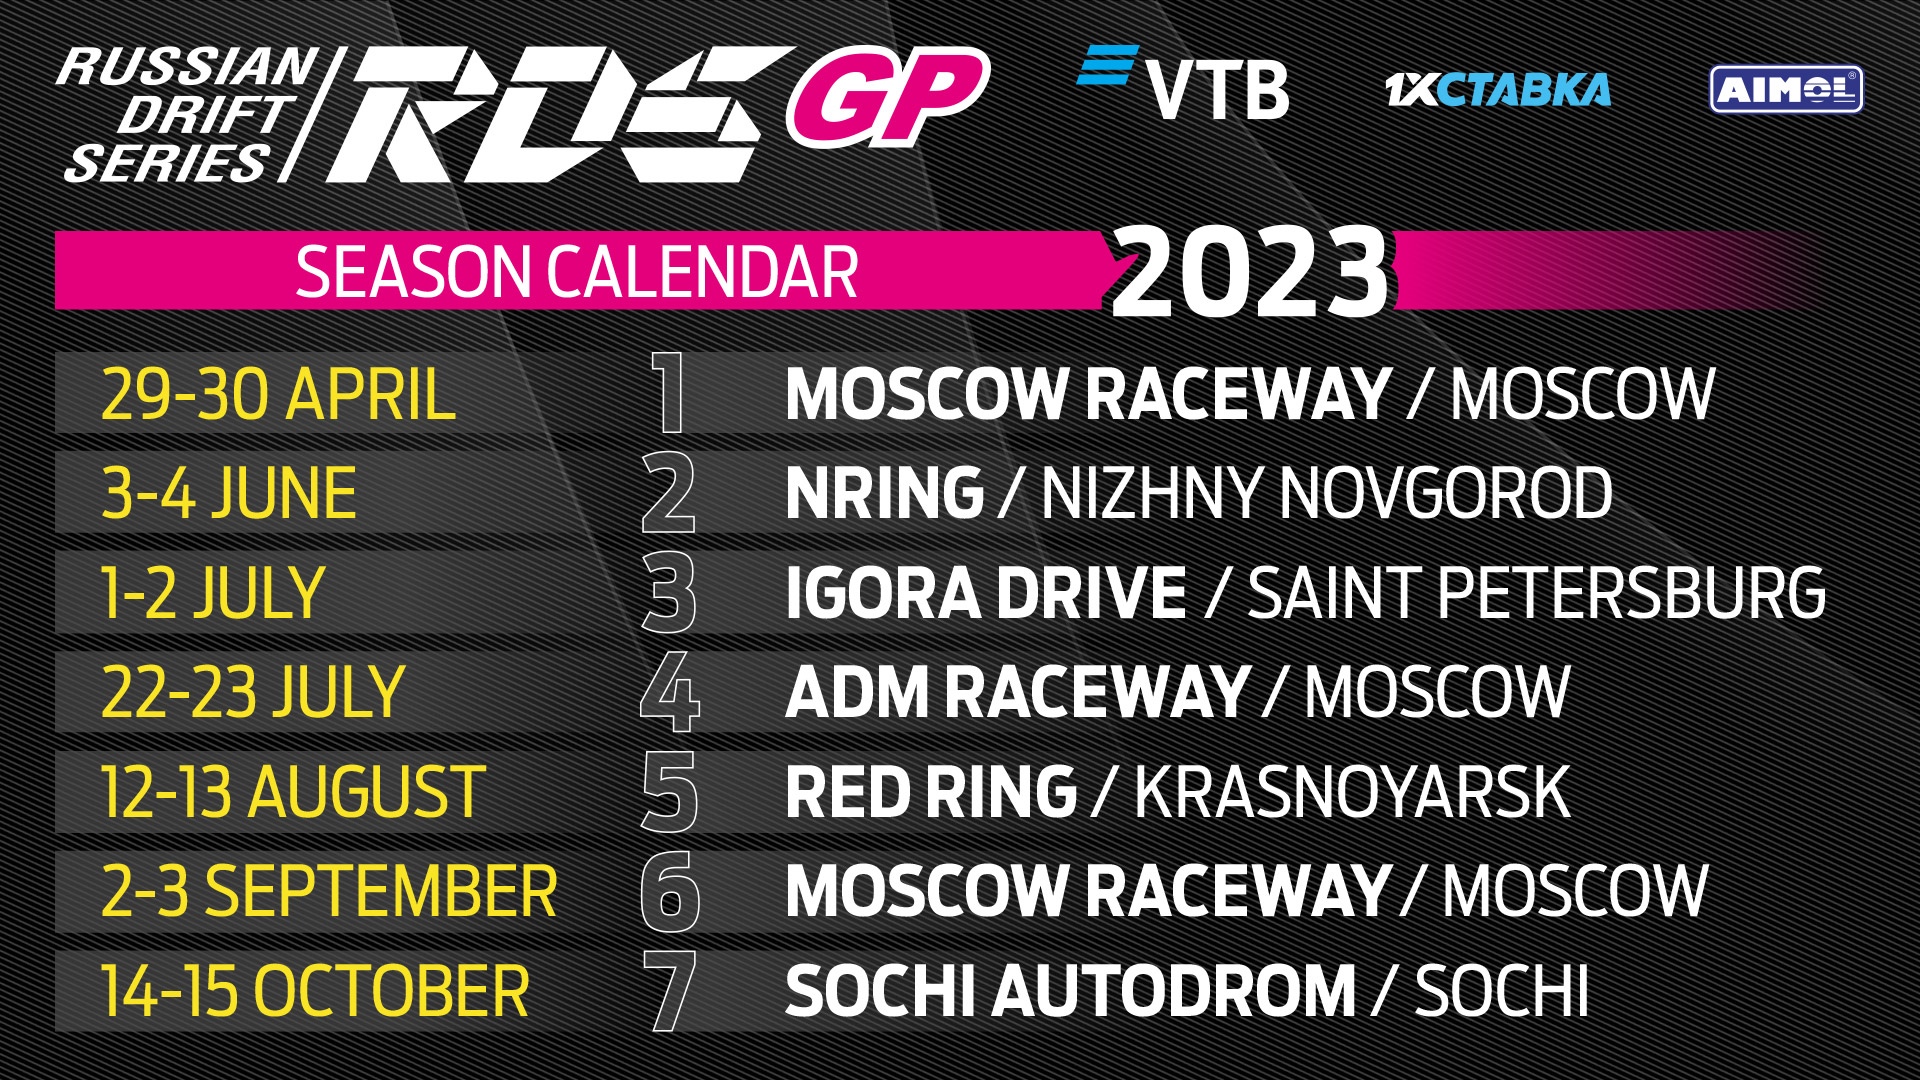 RUSSIAN
DRIFT
SERIES
RDS GP
VTB
1XСТАВКА
AIMOL®
SEASON CALENDAR 2023
29-30 APRIL 1 MOSCOW RACEWAY / MOSCOW
3-4 JUNE 2 NRING / NIZHNY NOVGOROD
1-2 JULY 3 IGORA DRIVE / SAINT PETERSBURG
22-23 JULY 4 ADM RACEWAY / MOSCOW
12-13 AUGUST 5 RED RING / KRASNOYARSK
2-3 SEPTEMBER 6 MOSCOW RACEWAY / MOSCOW
14-15 OCTOBER 7 SOCHI AUTODROM / SOCHI